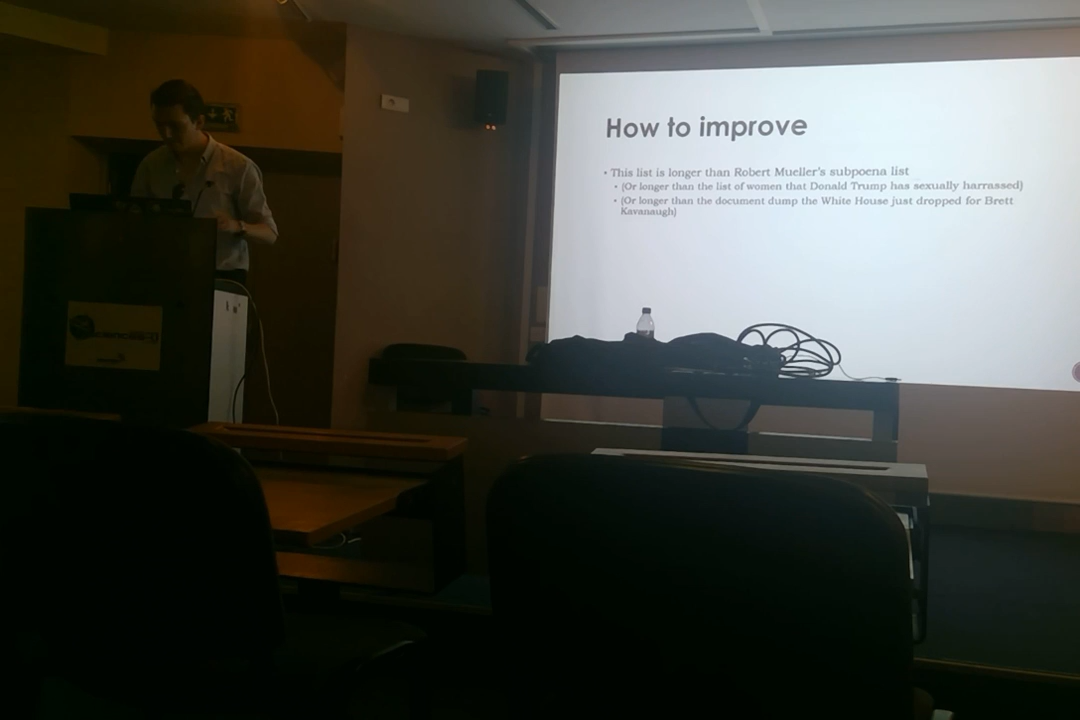 How to improve
• This list is longer than Robert Mueller's subpoena list
• (Or longer than the list of women that Donald Trump has sexually harrassed)
• (Or longer than the document dump the White House just dropped for Brett
Kavanaugh)